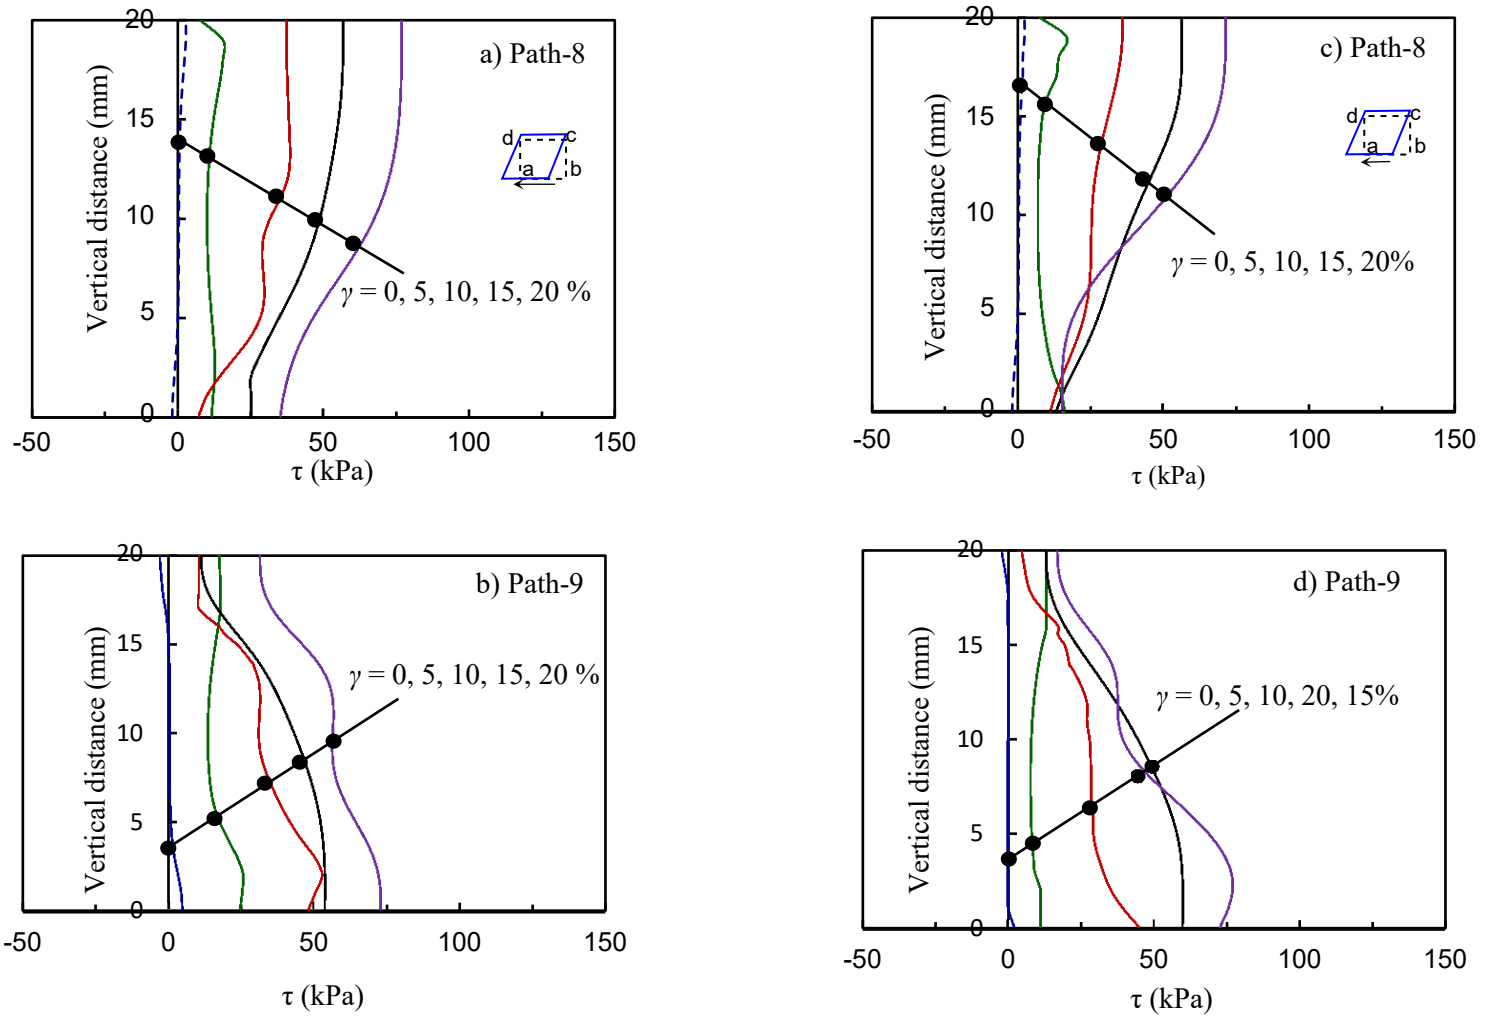 20
a) Path-8
15
d c
a b
10
γ = 0, 5, 10, 15, 20 %
5
0
Vertical distance (mm)
-50 0 50 100 150
τ (kPa)
20
c) Path-8
15
d c
a b
10
γ = 0, 5, 10, 15, 20%
5
0
Vertical distance (mm)
-50 0 50 100 150
τ (kPa)
20
b) Path-9
15
γ = 0, 5, 10, 15, 20 %
10
5
0
Vertical distance (mm)
-50 0 50 100 150
τ (kPa)
20
d) Path-9
15
γ = 0, 5, 10, 20, 15%
10
5
0
Vertical distance (mm)
-50 0 50 100 150
τ (kPa)